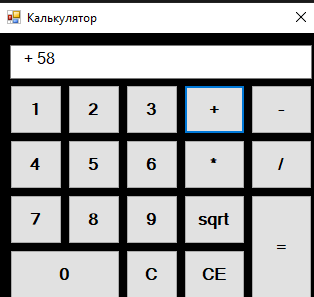 Калькулятор
+ 58
1 2 3 + -
4 5 6 * /
7 8 9 sqrt
=
0 C CE